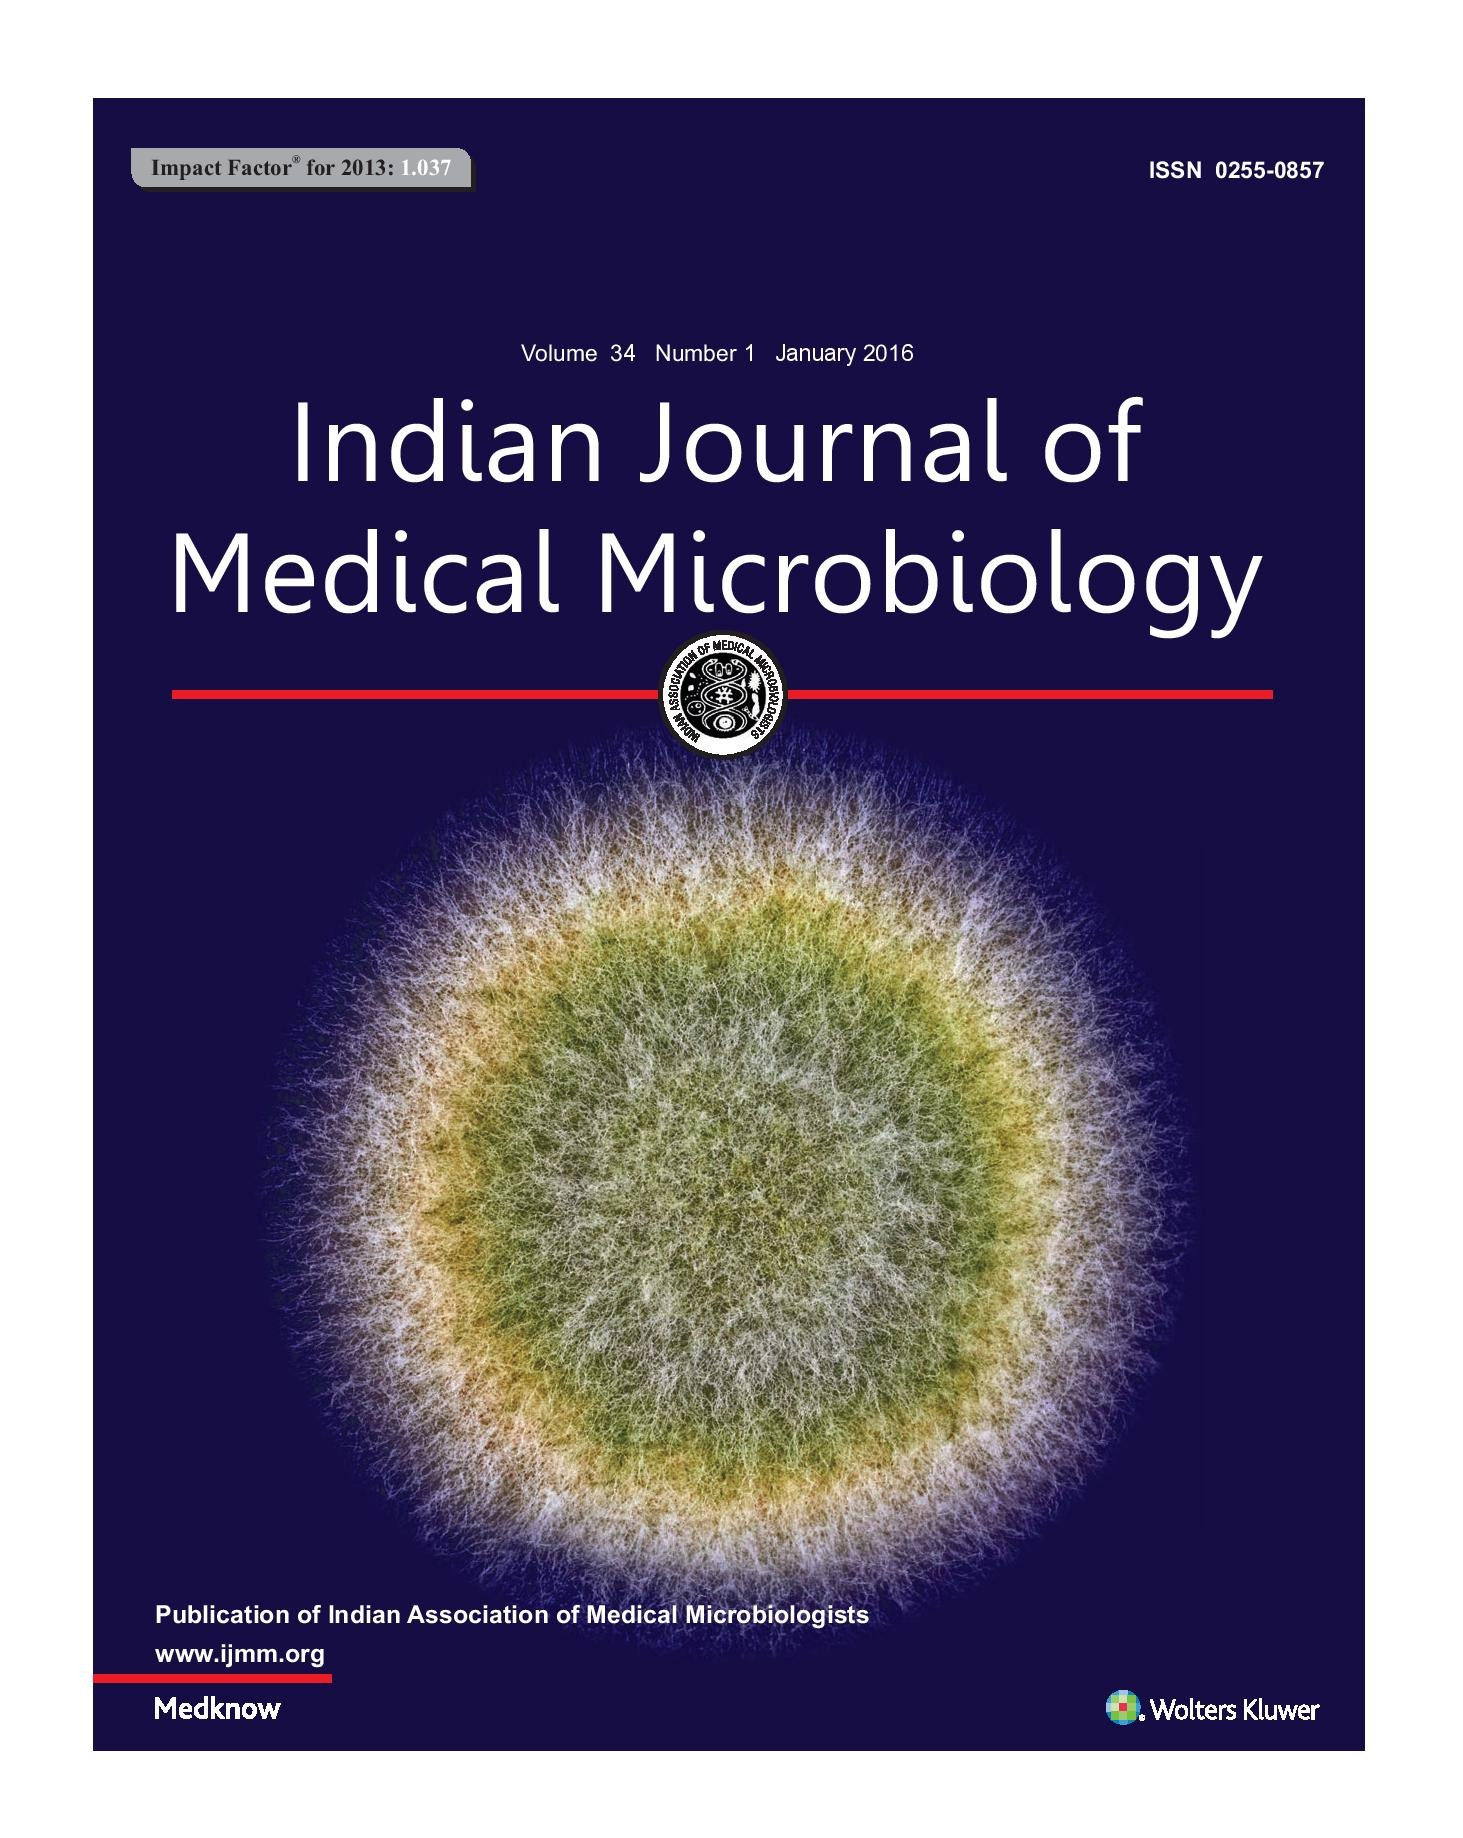 Impact Factor® for 2013: 1.037
ISSN 0255-0857
Volume 34 Number 1 January 2016
Indian Journal of
Medical Microbiology
INDIAN ASSOCIATION OF MEDICAL MICROBIOLOGISTS
Publication of Indian Association of Medical Microbiologists
www.ijmm.org
Medknow
Wolters Kluwer